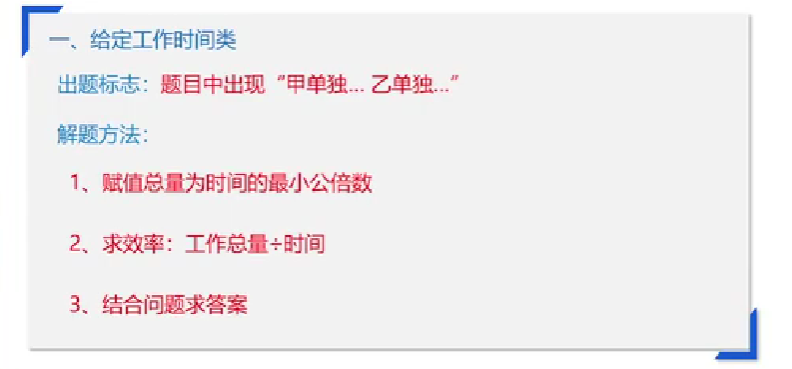 一、给定工作时间类
出题标志：题目中出现“甲单独... 乙单独...”
解题方法：
1、赋值总量为时间的最小公倍数
2、求效率：工作总量÷时间
3、结合问题求答案